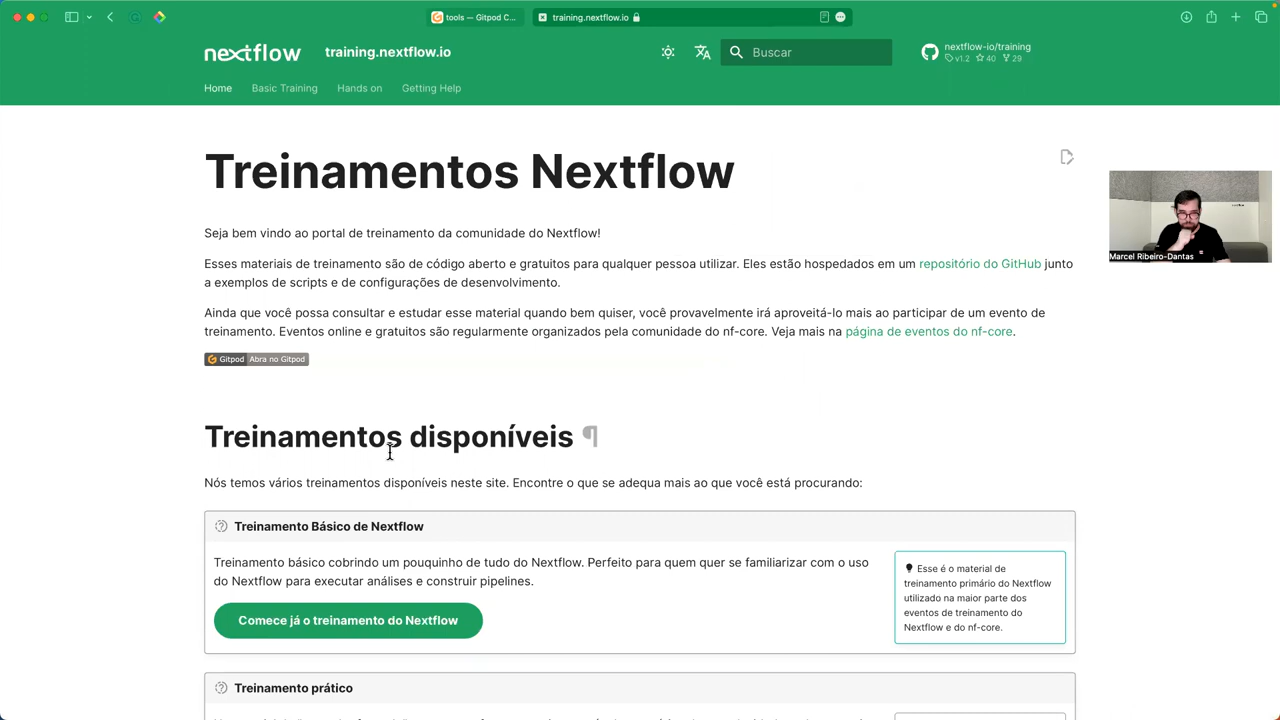 tools — Gitpod C...
training.nextflow.io
nextflow
training.nextflow.io
Buscar
nextflow-io/training
v1.2 40 29
Home Basic Training Hands on Getting Help
Treinamentos Nextflow
Seja bem vindo ao portal de treinamento da comunidade do Nextflow!
Esses materiais de treinamento são de código aberto e gratuitos para qualquer pessoa utilizar. Eles estão hospedados em um repositório do GitHub junto
a exemplos de scripts e de configurações de desenvolvimento.
Ainda que você possa consultar e estudar esse material quando bem quiser, você provavelmente irá aproveitá-lo mais ao participar de um evento de
treinamento. Eventos online e gratuitos são regularmente organizados pela comunidade do nf-core. Veja mais na página de eventos do nf-core.
Gitpod Abra no Gitpod
Treinamentos disponíveis ¶
Nós temos vários treinamentos disponíveis neste site. Encontre o que se adequa mais ao que você está procurando:
Treinamento Básico de Nextflow
Treinamento básico cobrindo um pouquinho de tudo do Nextflow. Perfeito para quem quer se familiarizar com o uso
do Nextflow para executar análises e construir pipelines.
Comece já o treinamento do Nextflow
Esse é o material de
treinamento primário do Nextflow
utilizado na maior parte dos
eventos de treinamento do
Nextflow e do nf-core.
Treinamento prático
Marcel Ribeiro-Dantas